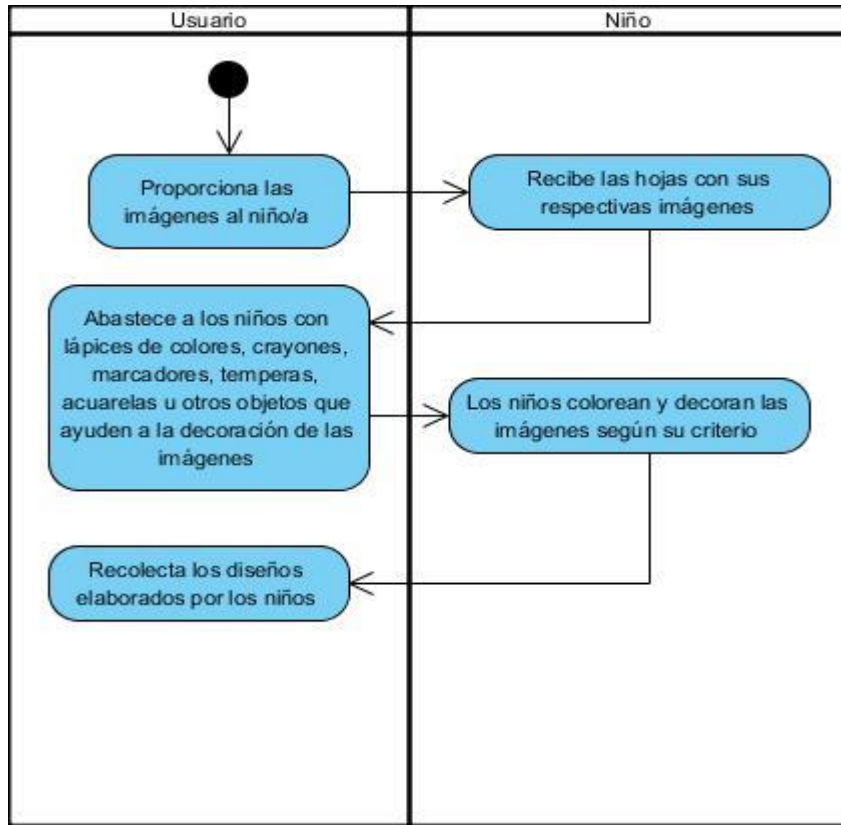 Usuario
Niño
Proporciona las
imágenes al niño/a
Recibe las hojas con sus
respectivas imágenes
Abastece a los niños con
lápices de colores, crayones,
marcadores, temperas,
acuarelas u otros objetos que
ayuden a la decoración de las
imágenes
Los niños colorean y decoran las
imágenes según su criterio
Recolecta los diseños
elaborados por los niños